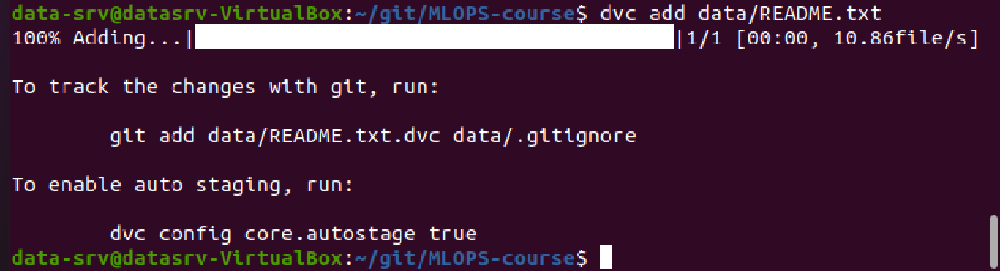 data-srv@datasrv-VirtualBox:~/git/MLOPS-course$ dvc add data/README.txt
100% Adding...| |1/1 [00:00, 10.86file/s]
To track the changes with git, run:
git add data/README.txt.dvc data/.gitignore
To enable auto staging, run:
dvc config core.autostage true
data-srv@datasrv-VirtualBox:~/git/MLOPS-course$